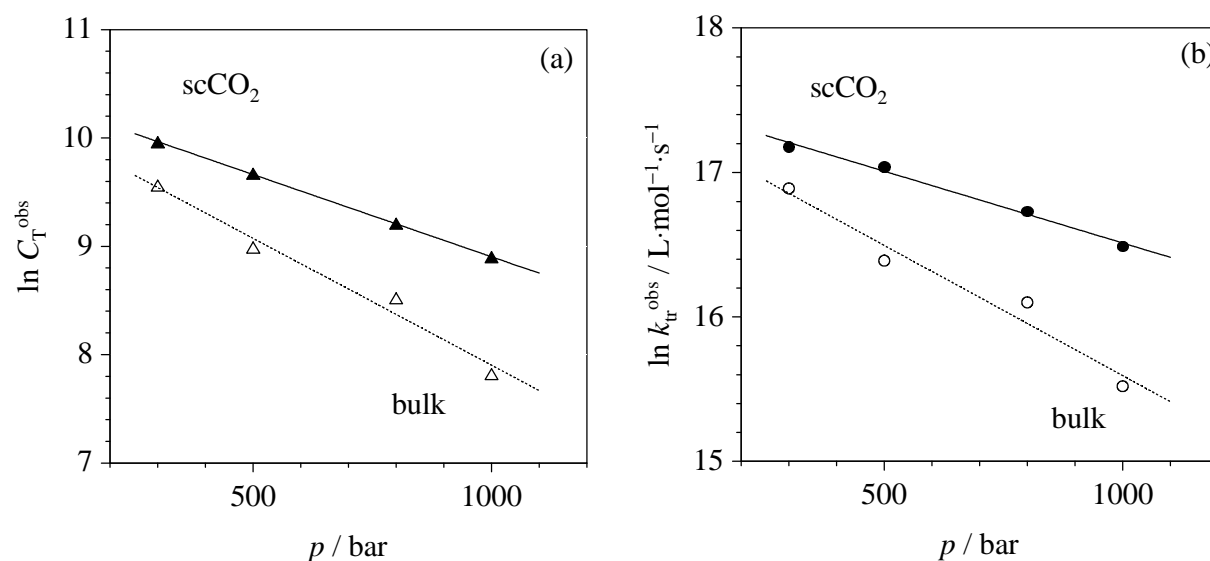 11
10
9
8
7
ln C_T^obs
(a)
scCO₂
bulk
500
1000
p / bar
18
17
16
15
ln k_tr^obs / L·mol⁻¹·s⁻¹
(b)
scCO₂
bulk
500
1000
p / bar